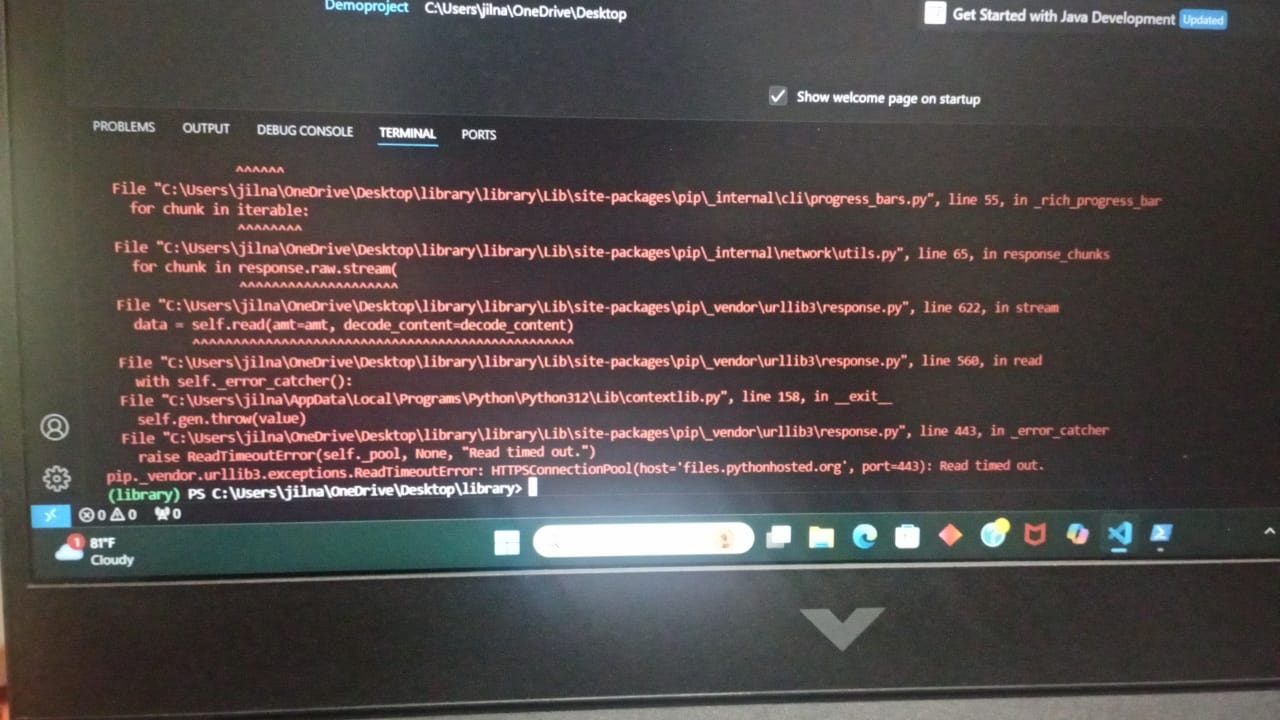 Demoproject C:\Users\jilna\OneDrive\Desktop
Get Started with Java Development Updated
Show welcome page on startup
PROBLEMS OUTPUT DEBUG CONSOLE TERMINAL PORTS
^^^^^^
File "C:\Users\jilna\OneDrive\Desktop\library\library\Lib\site-packages\pip\_internal\cli\progress_bars.py", line 55, in _rich_progress_bar
for chunk in iterable:
^^^^^^^^
File "C:\Users\jilna\OneDrive\Desktop\library\library\Lib\site-packages\pip\_internal\network\utils.py", line 65, in response_chunks
for chunk in response.raw.stream(
^^^^^^^^^^^^^^^^^^^^
File "C:\Users\jilna\OneDrive\Desktop\library\library\Lib\site-packages\pip\_vendor\urllib3\response.py", line 622, in stream
data = self.read(amt=amt, decode_content=decode_content)
^^^^^^^^^^^^^^^^^^^^^^^^^^^^^^^^^^^^^^^^^^^^^^^^^
File "C:\Users\jilna\OneDrive\Desktop\library\library\Lib\site-packages\pip\_vendor\urllib3\response.py", line 560, in read
with self._error_catcher():
File "C:\Users\jilna\AppData\Local\Programs\Python\Python312\Lib\contextlib.py", line 158, in __exit__
self.gen.throw(value)
File "C:\Users\jilna\OneDrive\Desktop\library\library\Lib\site-packages\pip\_vendor\urllib3\response.py", line 443, in _error_catcher
raise ReadTimeoutError(self._pool, None, "Read timed out.")
pip._vendor.urllib3.exceptions.ReadTimeoutError: HTTPSConnectionPool(host='files.pythonhosted.org', port=443): Read timed out.
(library) PS C:\Users\jilna\OneDrive\Desktop\library>
0 0 0
1 81°F
Cloudy